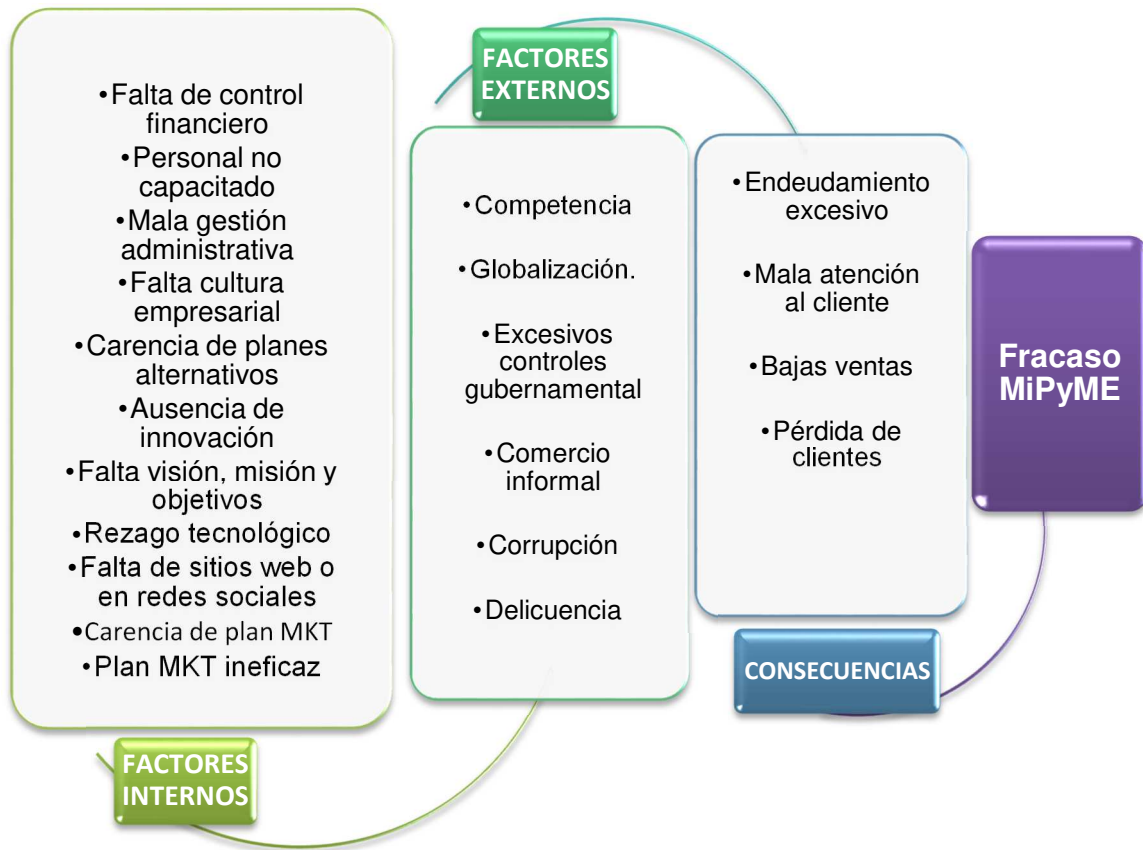 •Falta de control
financiero
•Personal no
capacitado
•Mala gestión
administrativa
•Falta cultura
empresarial
•Carencia de planes
alternativos
•Ausencia de
innovación
•Falta visión, misión y
objetivos
•Rezago tecnológico
•Falta de sitios web o
en redes sociales
•Carencia de plan MKT
•Plan MKT ineficaz
FACTORES
INTERNOS
FACTORES
EXTERNOS
•Competencia
•Globalización.
•Excesivos
controles
gubernamental
•Comercio
informal
•Corrupción
•Delicuencia
•Endeudamiento
excesivo
•Mala atención
al cliente
•Bajas ventas
•Pérdida de
clientes
CONSECUENCIAS
Fracaso
MiPyME